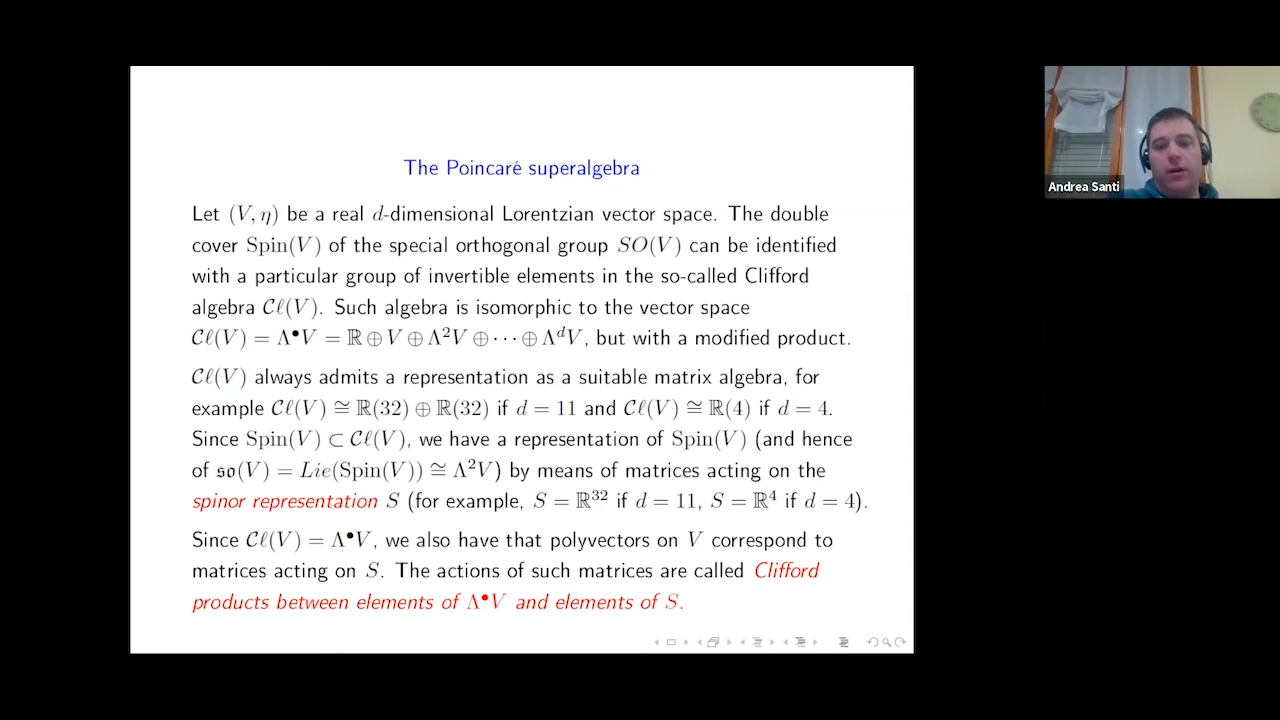 The Poincaré superalgebra
Let (V, η) be a real d-dimensional Lorentzian vector space. The double
cover Spin(V) of the special orthogonal group SO(V) can be identified
with a particular group of invertible elements in the so-called Clifford
algebra 𝒞ℓ(V). Such algebra is isomorphic to the vector space
𝒞ℓ(V) = Λ•V = ℝ ⊕ V ⊕ Λ²V ⊕ ··· ⊕ ΛᵈV, but with a modified product.
𝒞ℓ(V) always admits a representation as a suitable matrix algebra, for
example 𝒞ℓ(V) ≅ ℝ(32) ⊕ ℝ(32) if d = 11 and 𝒞ℓ(V) ≅ ℝ(4) if d = 4.
Since Spin(V) ⊂ 𝒞ℓ(V), we have a representation of Spin(V) (and hence
of 𝔰𝔬(V) = Lie(Spin(V)) ≅ Λ²V) by means of matrices acting on the
spinor representation S (for example, S = ℝ³² if d = 11, S = ℝ⁴ if d = 4).
Since 𝒞ℓ(V) = Λ•V, we also have that polyvectors on V correspond to
matrices acting on S. The actions of such matrices are called Clifford
products between elements of Λ•V and elements of S.
Andrea Santi